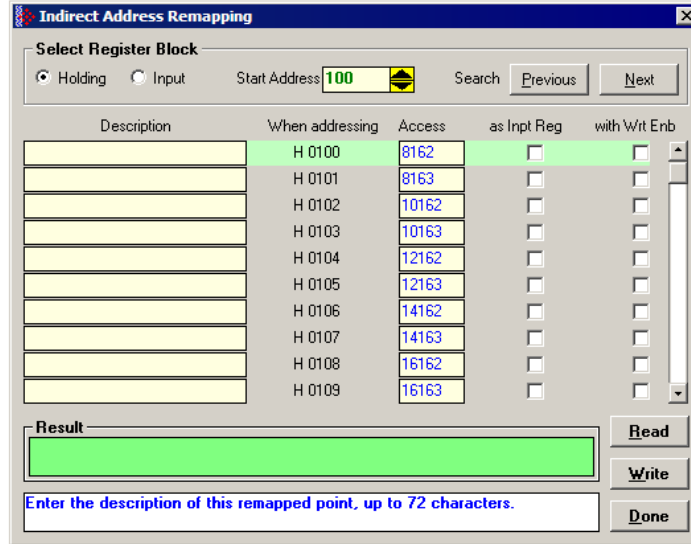 Indirect Address Remapping
Select Register Block
Holding Input Start Address 100 Search Previous Next
Description When addressing Access as Inpt Reg with Wrt Enb
H 0100 8162
H 0101 8163
H 0102 10162
H 0103 10163
H 0104 12162
H 0105 12163
H 0106 14162
H 0107 14163
H 0108 16162
H 0109 16163
Result
Read
Write
Enter the description of this remapped point, up to 72 characters.
Done